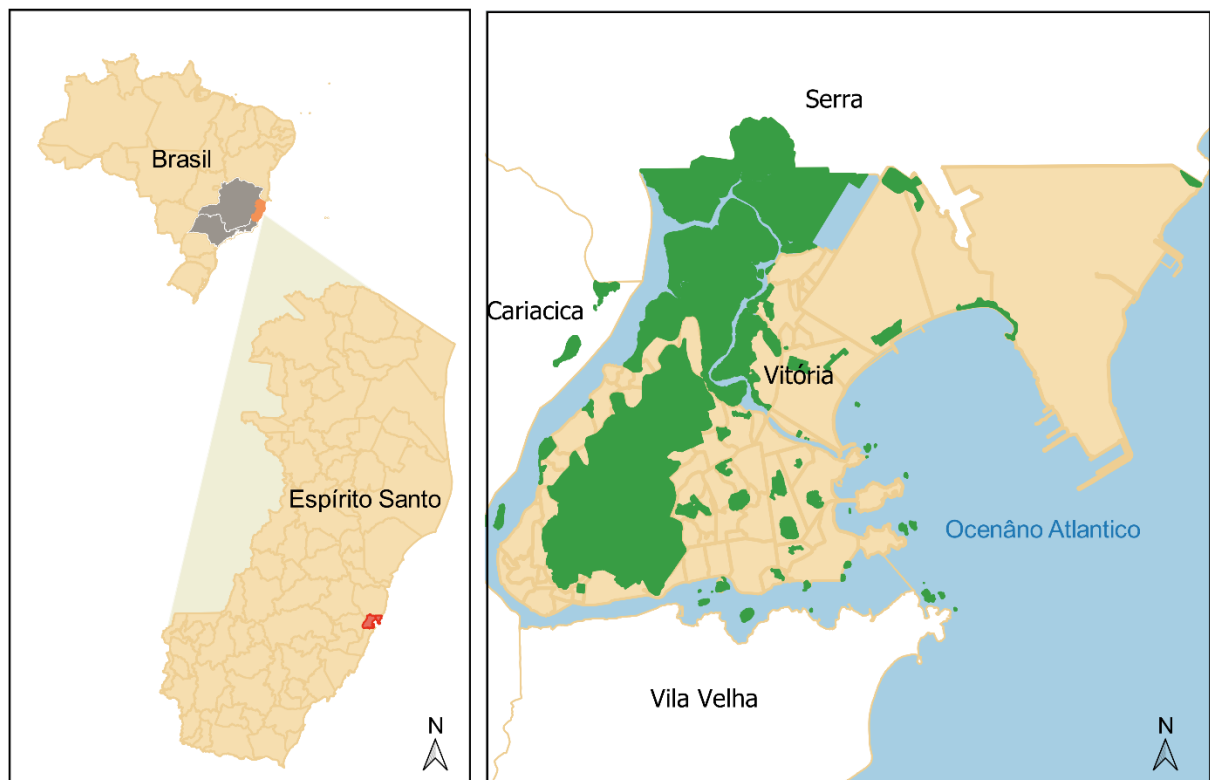 Brasil
Espírito Santo
N
Serra
Cariacica
Vitória
Ocenâno Atlantico
Vila Velha
N